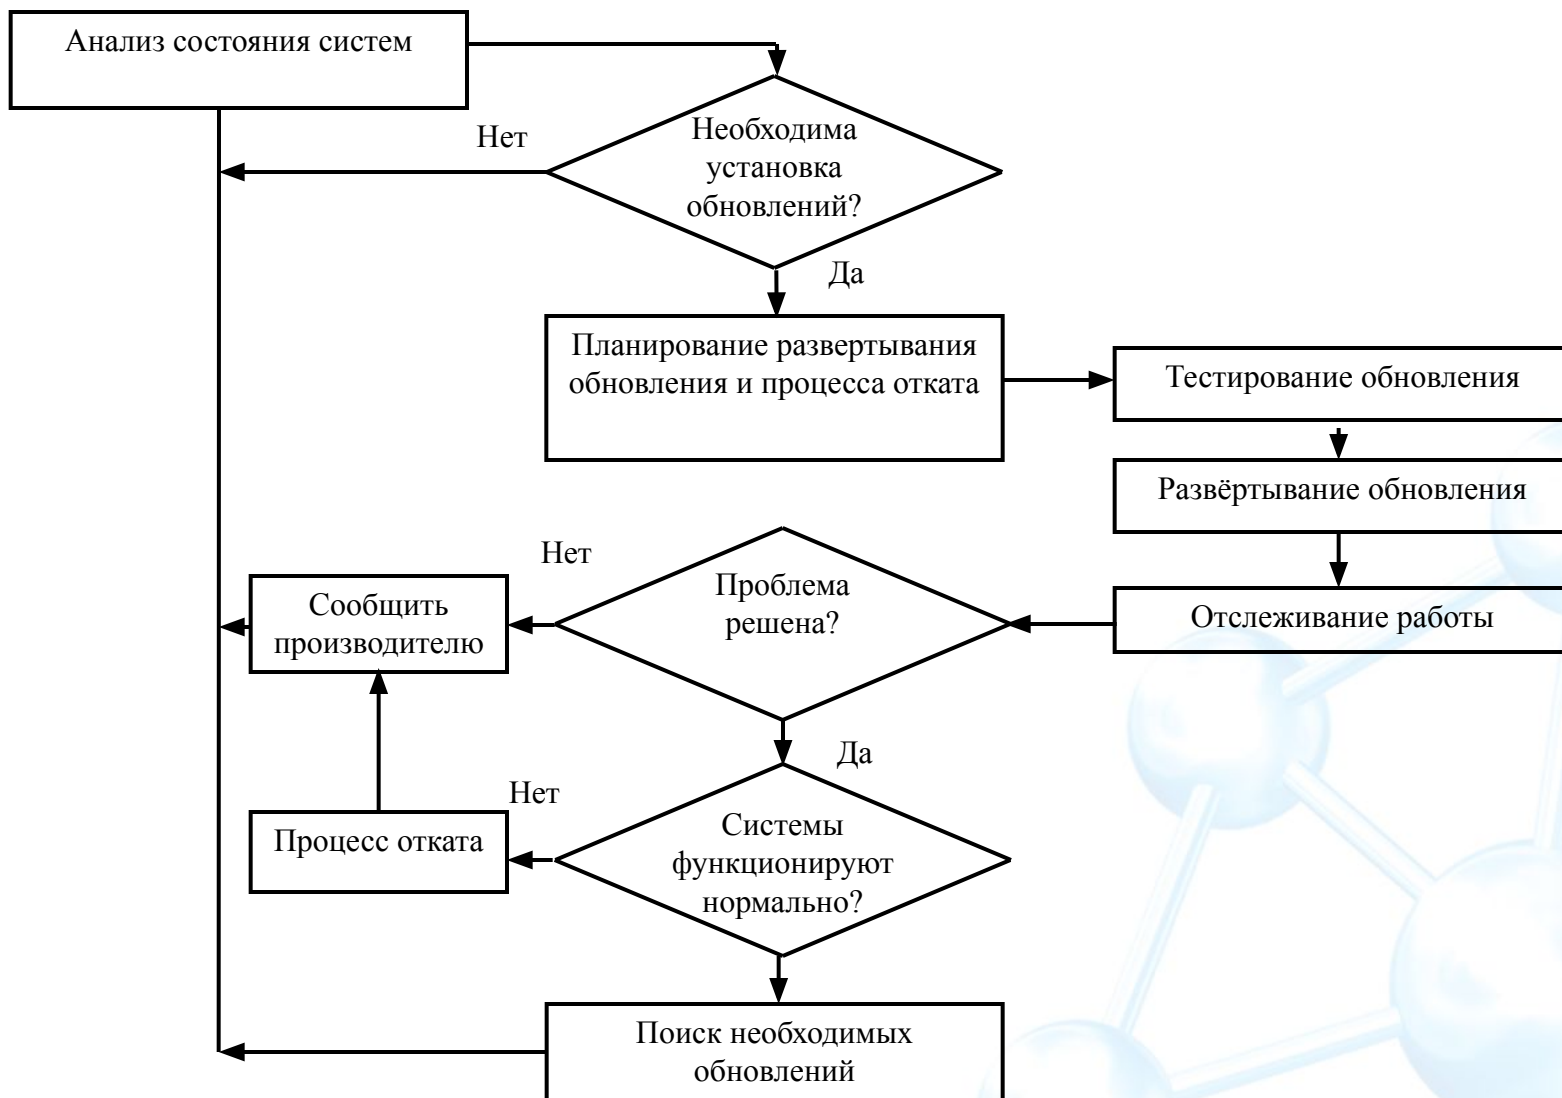 Анализ состояния систем
Нет
Необходима
установка
обновлений?
Да
Планирование развертывания
обновления и процесса отката
Тестирование обновления
Развёртывание обновления
Отслеживание работы
Проблема
решена?
Нет
Сообщить
производителю
Да
Нет
Системы
функционируют
нормально?
Процесс отката
Поиск необходимых
обновлений